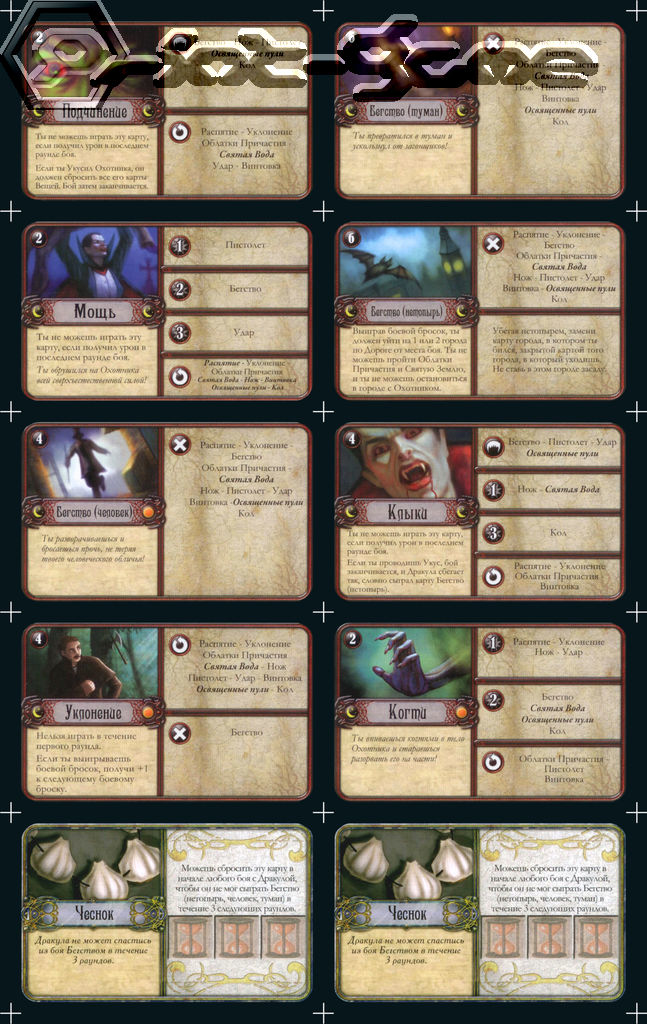 2
Бегство - Нож - Пистолет
Освященные пули
Кол
Подчинение
Ты не можешь играть эту карту,
если получил урон в последнем
раунде боя.
Если ты Укусил Охотника, он
должен сбросить все его карты
Вещей. Бой затем заканчивается.
Распятие - Уклонение
Облатки Причастия
Святая Вода
Удар - Винтовка
6
Распятие - Уклонение -
Бегство
Облатки Причастия
Святая Вода
Нож - Пистолет - Удар
Винтовка
Освященные пули
Кол
Бегство (туман)
Ты превратился в туман и
ускользнул от загонщиков!
2
Мощь
Ты не можешь играть эту
карту, если получил урон в
последнем раунде боя.
Ты обрушился на Охотника
всей сверхъестественной силой!
1
Пистолет
2
Бегство
3
Удар
Распятие - Уклонение
Облатки Причастия
Святая Вода - Нож - Винтовка
Освященные пули - Кол
6
Бегство (нетопырь)
Выиграв боевой бросок, ты
должен уйти на 1 или 2 города
по Дороге от места боя. Ты не
можешь пройти Облатки
Причастия и Святую Землю,
и ты не можешь остановиться
в городе с Охотником.
Распятие - Уклонение -
Бегство
Облатки Причастия -
Святая Вода
Нож - Пистолет - Удар
Винтовка - Освященные пули
Кол
Убегая нетопырем, замени
карту города, в котором ты
бился, закрытой картой того
города, в который уходишь.
Не ставь в этом городе засаду.
4
Бегство (человек)
Ты разворачиваешься и
бросаешься прочь, не теряя
твоего человеческого обличья!
Распятие - Уклонение -
Бегство
Облатки Причастия
Святая Вода
Нож - Пистолет - Удар
Винтовка -Освященные пули
Кол
4
Клыки
Ты не можешь играть эту карту,
если получил урон в последнем
раунде боя.
Если ты проводишь Укус, бой
заканчивается, и Дракула сбегает
так, словно сыграл карту Бегство
(нетопырь).
Бегство - Пистолет - Удар
Освященные пули
1
Нож - Святая Вода
3
Кол
Распятие - Уклонение
Облатки Причастия
Винтовка
4
Уклонение
Нельзя играть в течение
первого раунда.
Если ты выигрываешь
боевой бросок, получи +1
к следующему боевому
броску.
Распятие - Уклонение
Облатки Причастия
Святая Вода - Нож
Пистолет - Удар - Винтовка
Освященные пули - Кол
Бегство
2
Когти
Ты впиваешься когтями в тело
Охотника и стараешься
разорвать его на части!
1
Распятие - Уклонение
Нож - Удар
2
Бегство
Святая Вода
Освященные пули
Кол
Облатки Причастия -
Пистолет
Винтовка
Чеснок
Дракула не может спастись
из боя Бегством в течение
3 раундов.
Можешь сбросить эту карту в
начале любого боя с Дракулой,
чтобы он не мог сыграть Бегство
(нетопырь, человек, туман) в
течение 3 следующих раундов.
Чеснок
Дракула не может спастись
из боя Бегством в течение
3 раундов.
Можешь сбросить эту карту в
начале любого боя с Дракулой,
чтобы он не мог сыграть Бегство
(нетопырь, человек, туман) в
течение 3 следующих раундов.